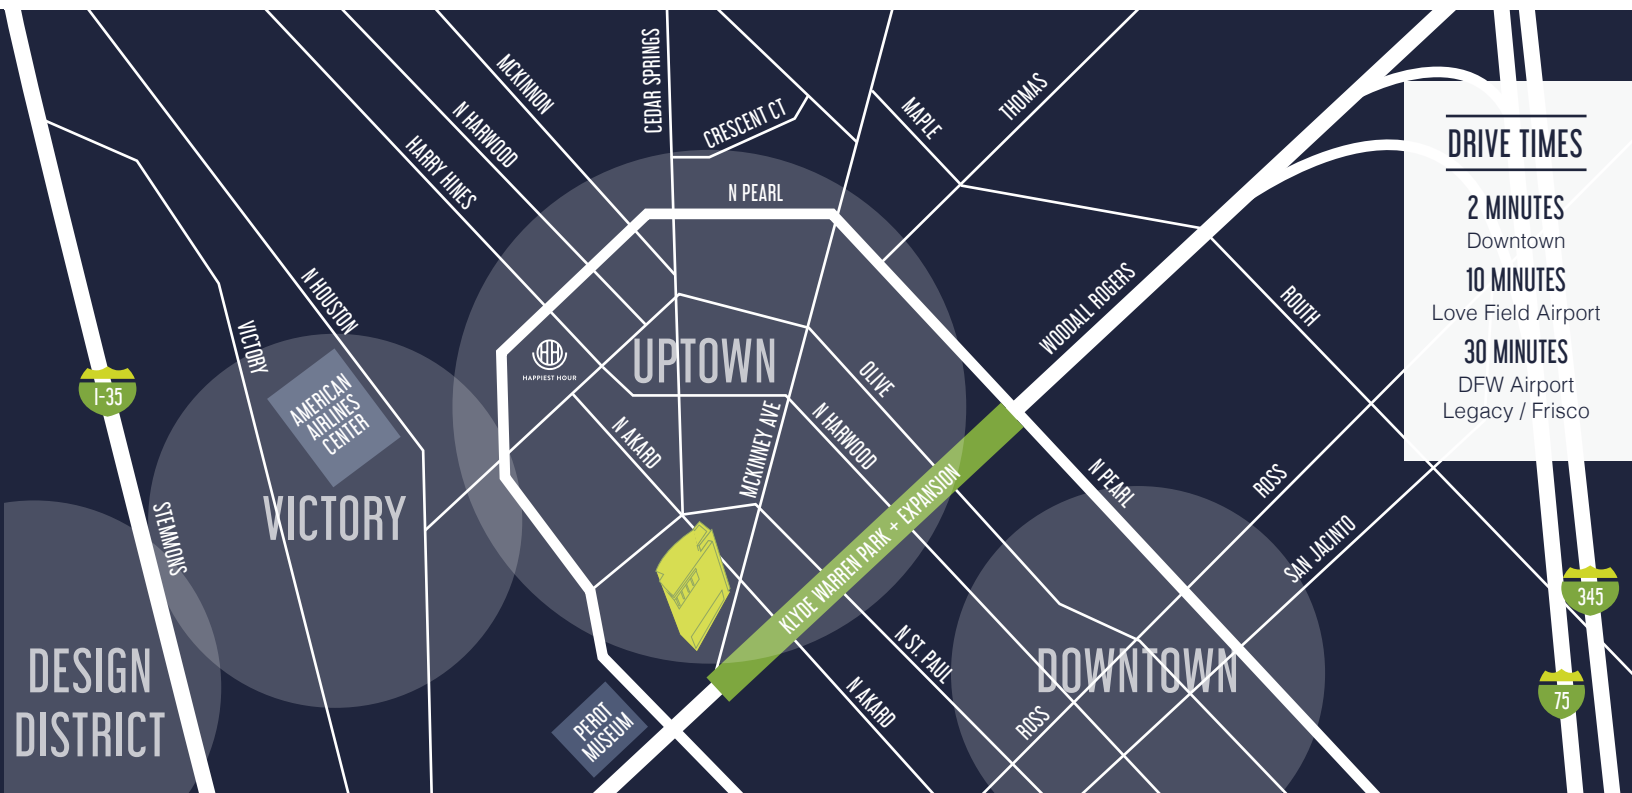 MCKINNON
N HARWOOD
HARRY HINES
CEDAR SPRINGS
CRESCENT CT
MAPLE
THOMAS
N PEARL
DRIVE TIMES
2 MINUTES
Downtown
10 MINUTES
Love Field Airport
30 MINUTES
DFW Airport
Legacy / Frisco
N HOUSTON
VICTORY
WOODALL ROGERS
ROUTH
I-35
AMERICAN
AIRLINES
CENTER
HH
HAPPIEST HOUR
UPTOWN
OLIVE
N AKARD
MCKINNEY AVE
N HARWOOD
VICTORY
STEMMONS
KLYDE WARREN PARK + EXPANSION
N PEARL
ROSS
SAN JACINTO
345
75
DESIGN
DISTRICT
PEROT
MUSEUM
N ST. PAUL
N AKARD
DOWNTOWN
ROSS